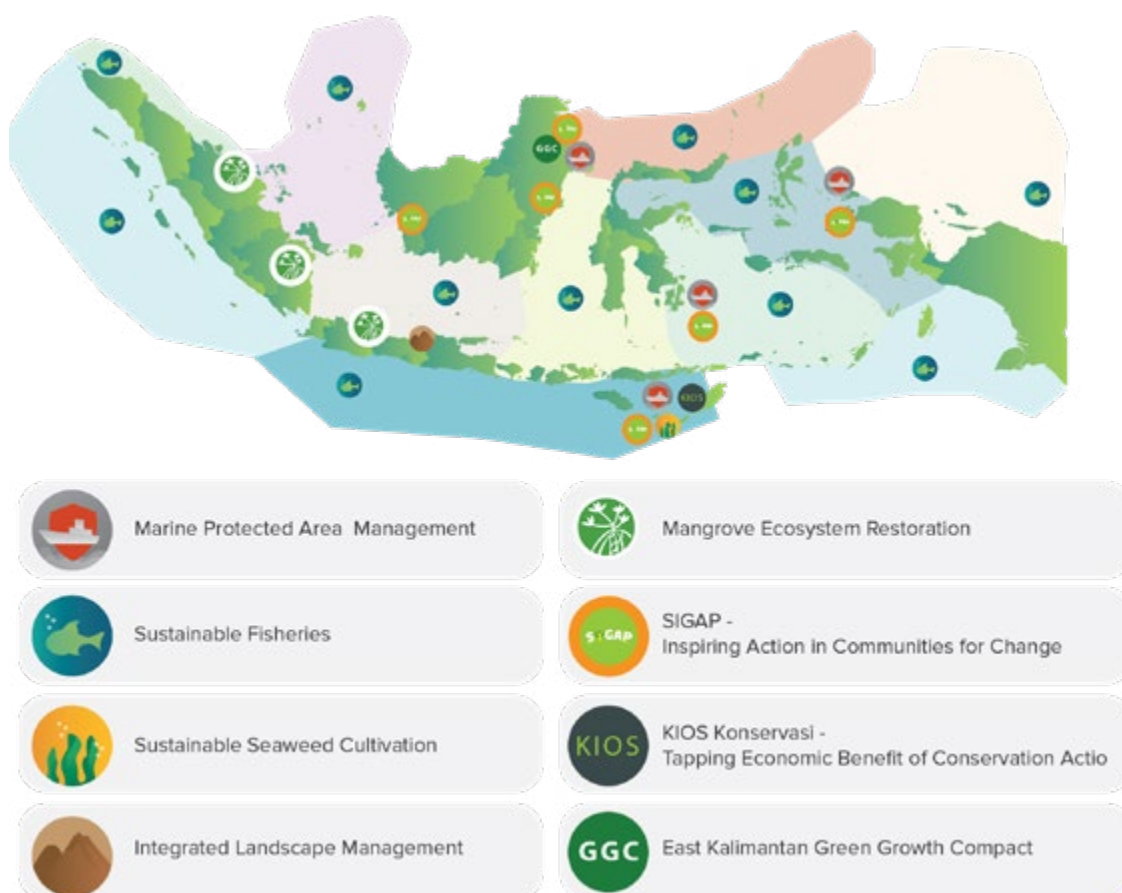 GGC
KIOS
Marine Protected Area Management
Mangrove Ecosystem Restoration
Sustainable Fisheries
SIGAP
SIGAP -
Inspiring Action in Communities for Change
Sustainable Seaweed Cultivation
KIOS
KIOS Konservasi -
Tapping Economic Benefit of Conservation Actio
Integrated Landscape Management
GGC
East Kalimantan Green Growth Compact